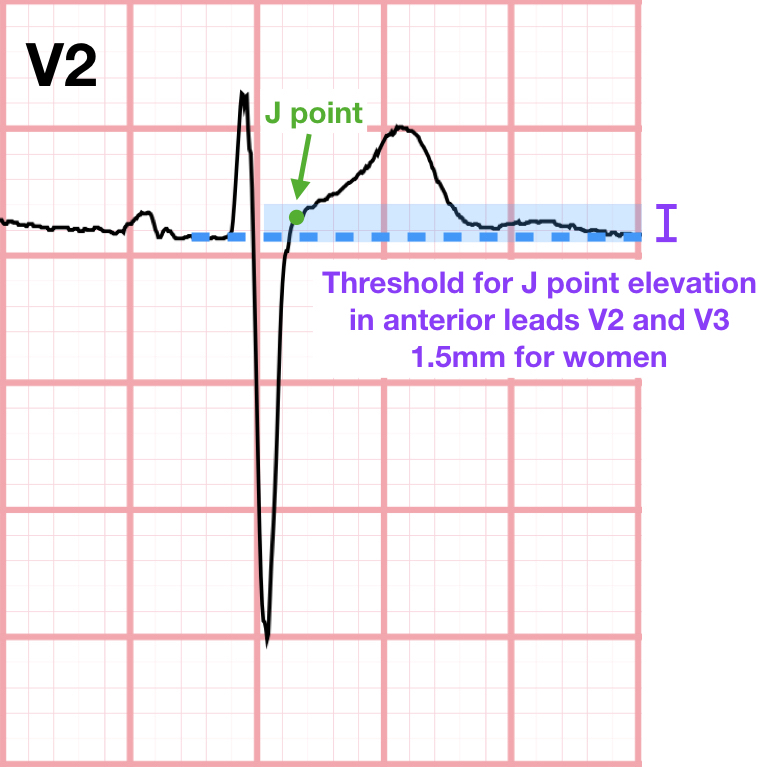 V2
J point
Threshold for J point elevation
in anterior leads V2 and V3
1.5mm for women